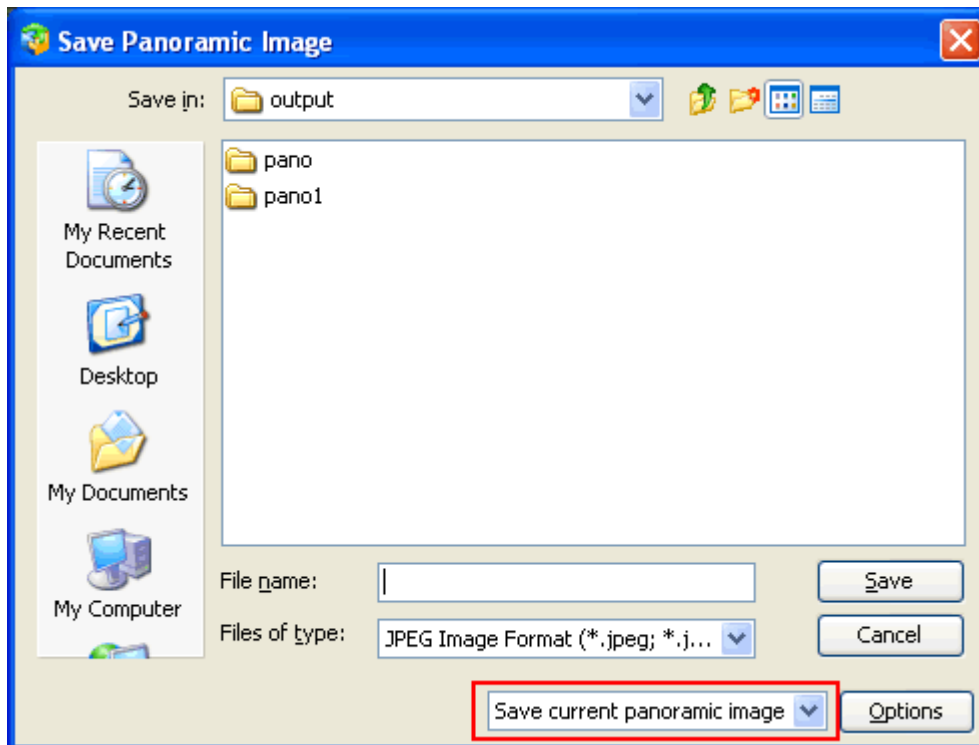 Save Panoramic Image
Save in:
output
pano
pano1
My Recent
Documents
Desktop
My Documents
My Computer
File name:
Save
Files of type:
JPEG Image Format (*.jpeg; *.j...
Cancel
Save current panoramic image
Options